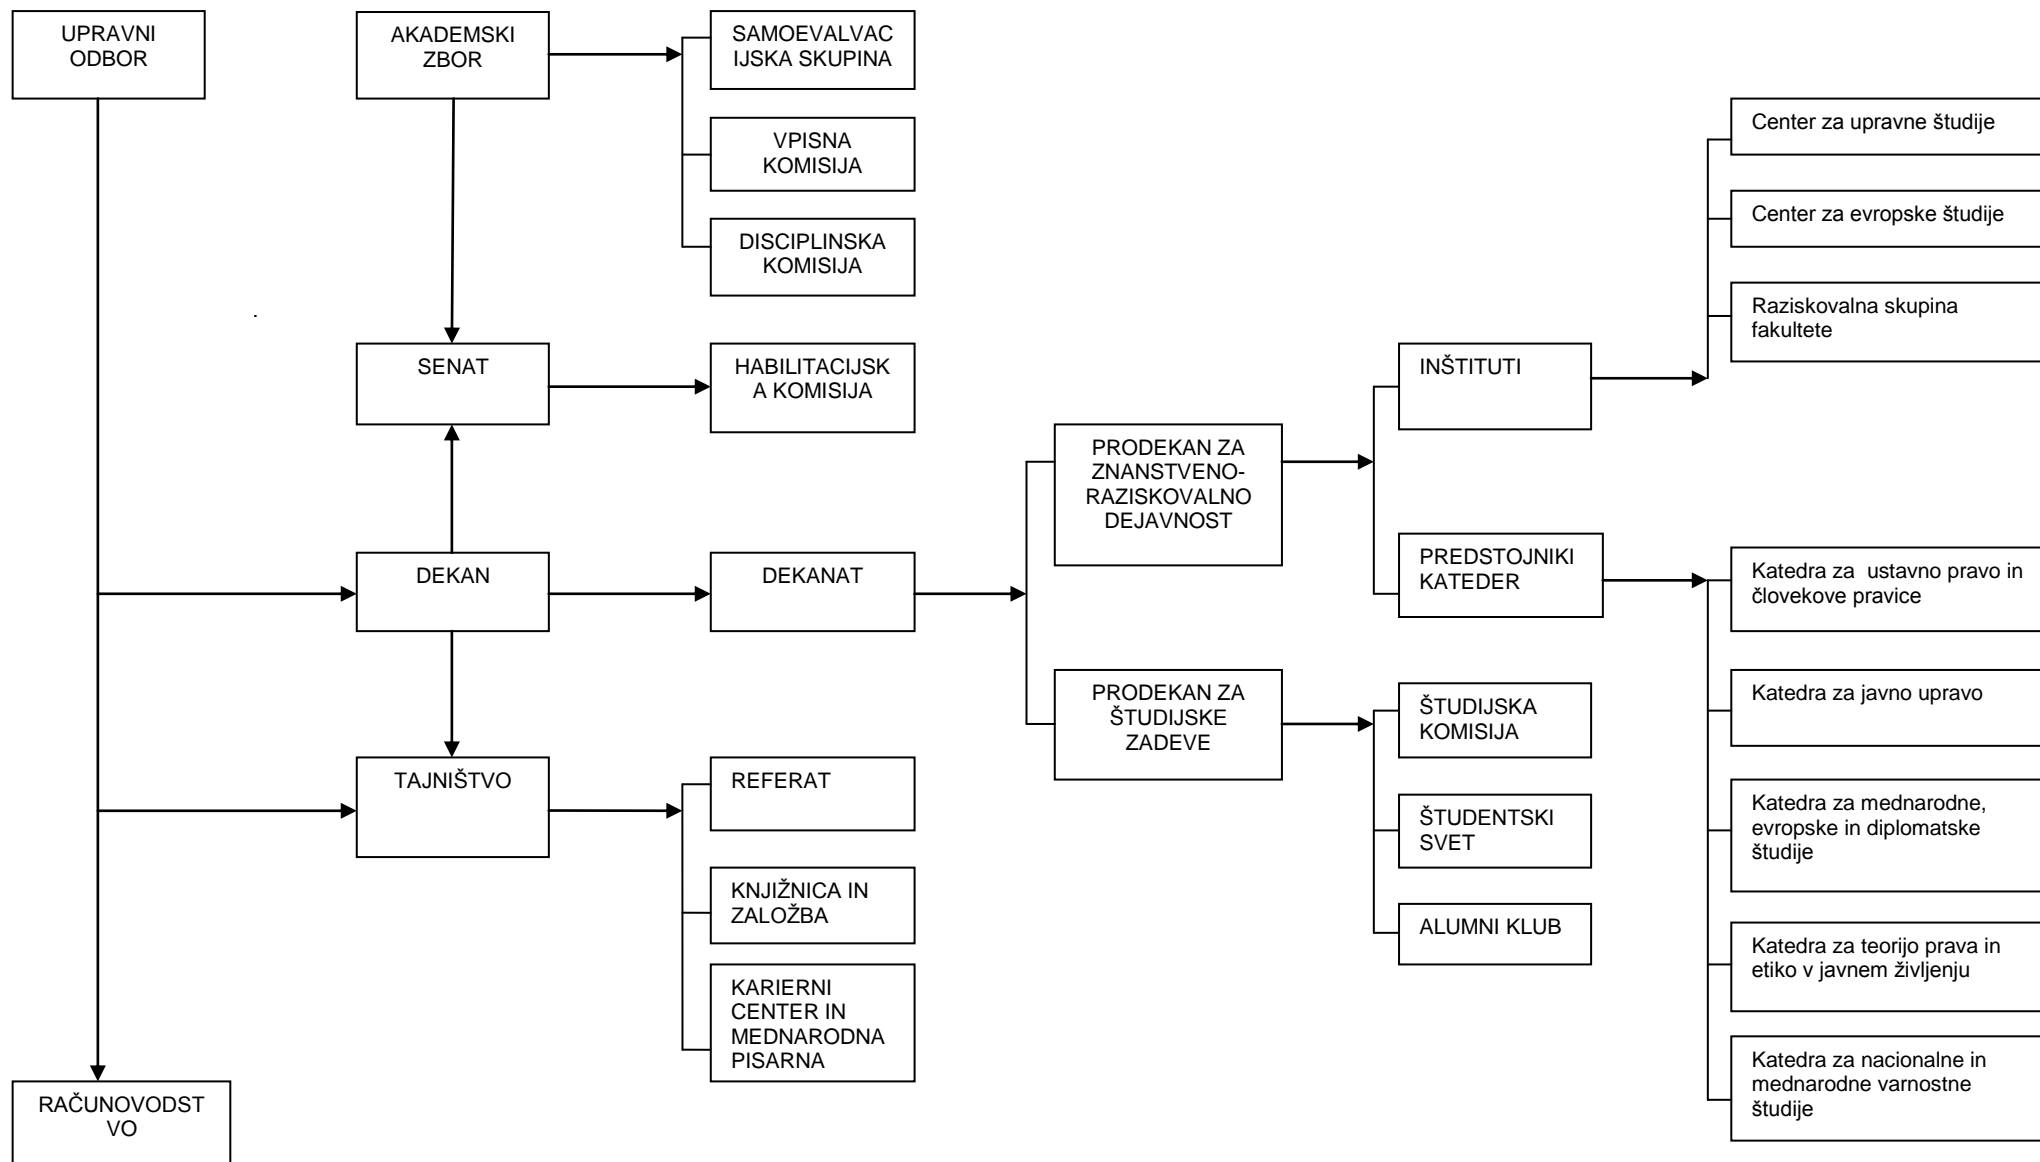 UPRAVNI
ODBOR
AKADEMSKI
ZBOR
SAMOEVALVAC
IJSKA SKUPINA
VPISNA
KOMISIJA
DISCIPLINSKA
KOMISIJA
SENAT
HABILITACIJSK
A KOMISIJA
DEKAN
DEKANAT
TAJNIŠTVO
REFERAT
KNJIŽNICA IN
ZALOŽBA
KARIERNI
CENTER IN
MEDNARODNA
PISARNA
RAČUNOVODST
VO
PRODEKAN ZA
ZNANSTVENO-
RAZISKOVALNO
DEJAVNOST
PRODEKAN ZA
ŠTUDIJSKE
ZADEVE
INŠTITUTI
PREDSTOJNIKI
KATEDER
ŠTUDIJSKA
KOMISIJA
ŠTUDENTSKI
SVET
ALUMNI KLUB
Center za upravne študije
Center za evropske študije
Raziskovalna skupina
fakultete
Katedra za  ustavno pravo in
človekove pravice
Katedra za javno upravo
Katedra za mednarodne,
evropske in diplomatske
študije
Katedra za teorijo prava in
etiko v javnem življenju
Katedra za nacionalne in
mednarodne varnostne
študije